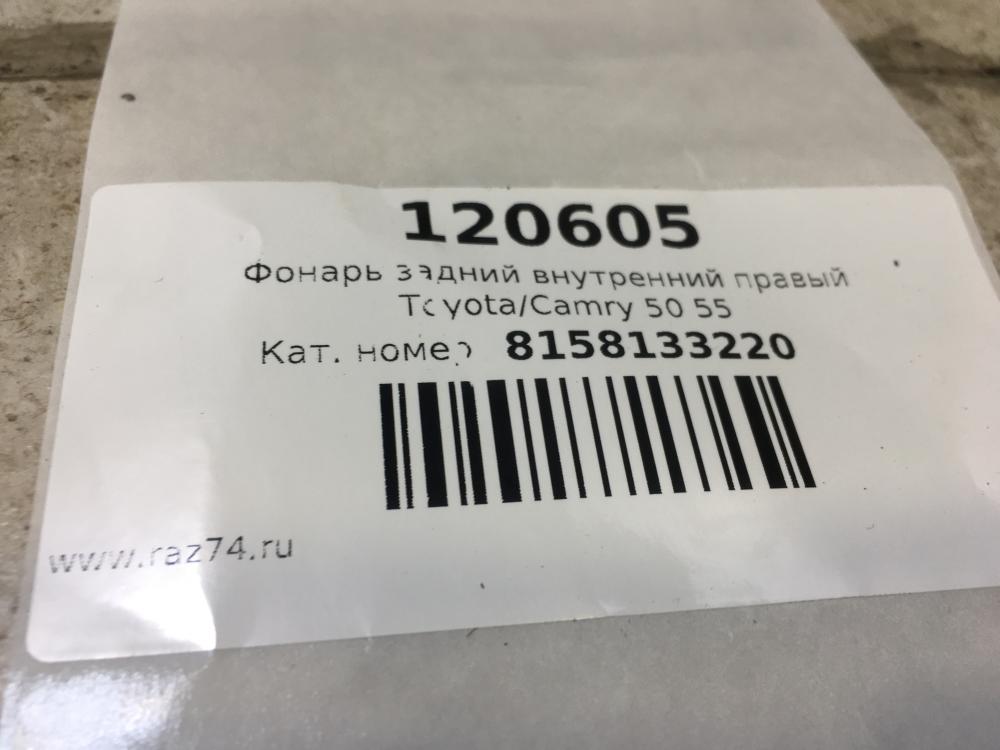 120605
Фонарь задний внутренний правый
Toyota/Camry 50 55
Кат. номер 8158133220
www.raz74.ru